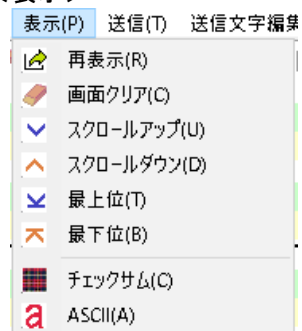 表示(P) 送信(T) 送信文字編集
再表示(R)
画面クリア(C)
スクロールアップ(U)
スクロールダウン(D)
最上位(T)
最下位(B)
チェックサム(C)
ASCII(A)